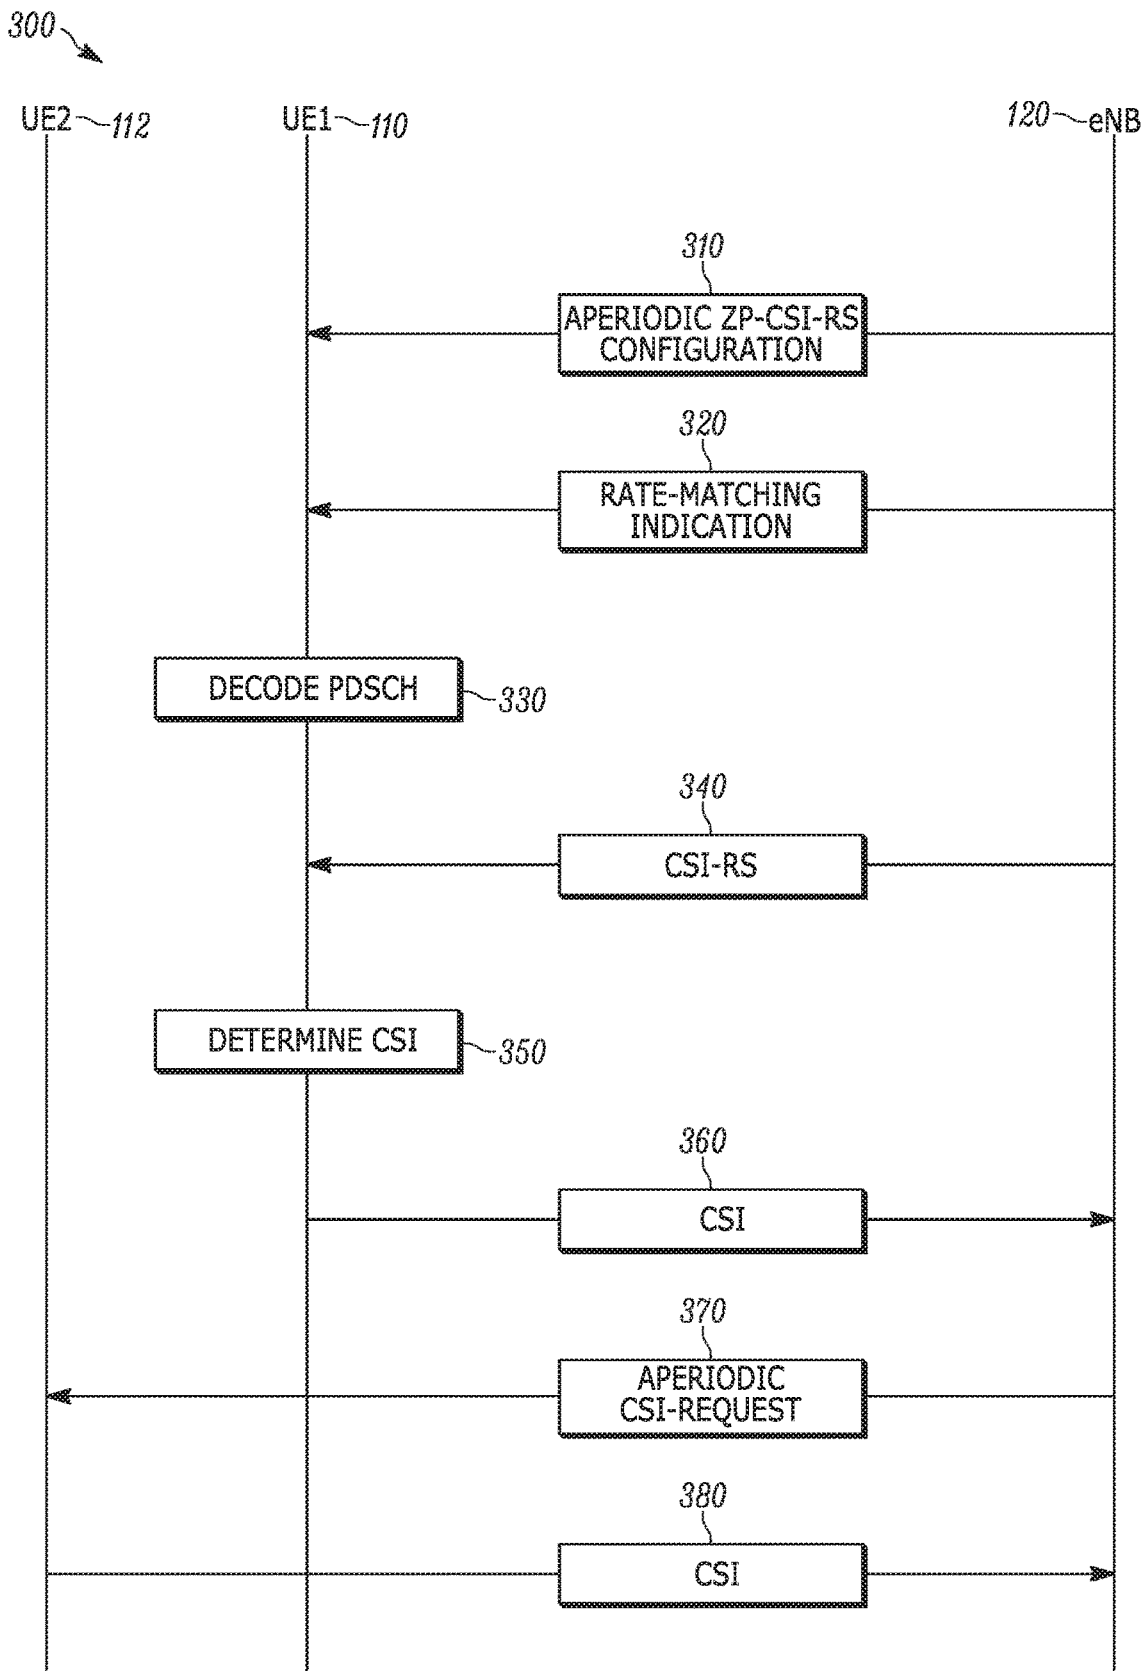 300
UE2 112 UE1 110 120 eNB
310
APERIODIC ZP-CSI-RS
CONFIGURATION
320
RATE-MATCHING
INDICATION
DECODE PDSCH 330
340
CSI-RS
DETERMINE CSI 350
360
CSI
370
APERIODIC
CSI-REQUEST
380
CSI